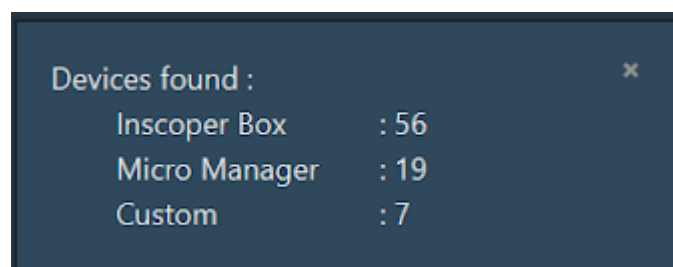 Devices found :
Inscoper Box : 56
Micro Manager : 19
Custom : 7